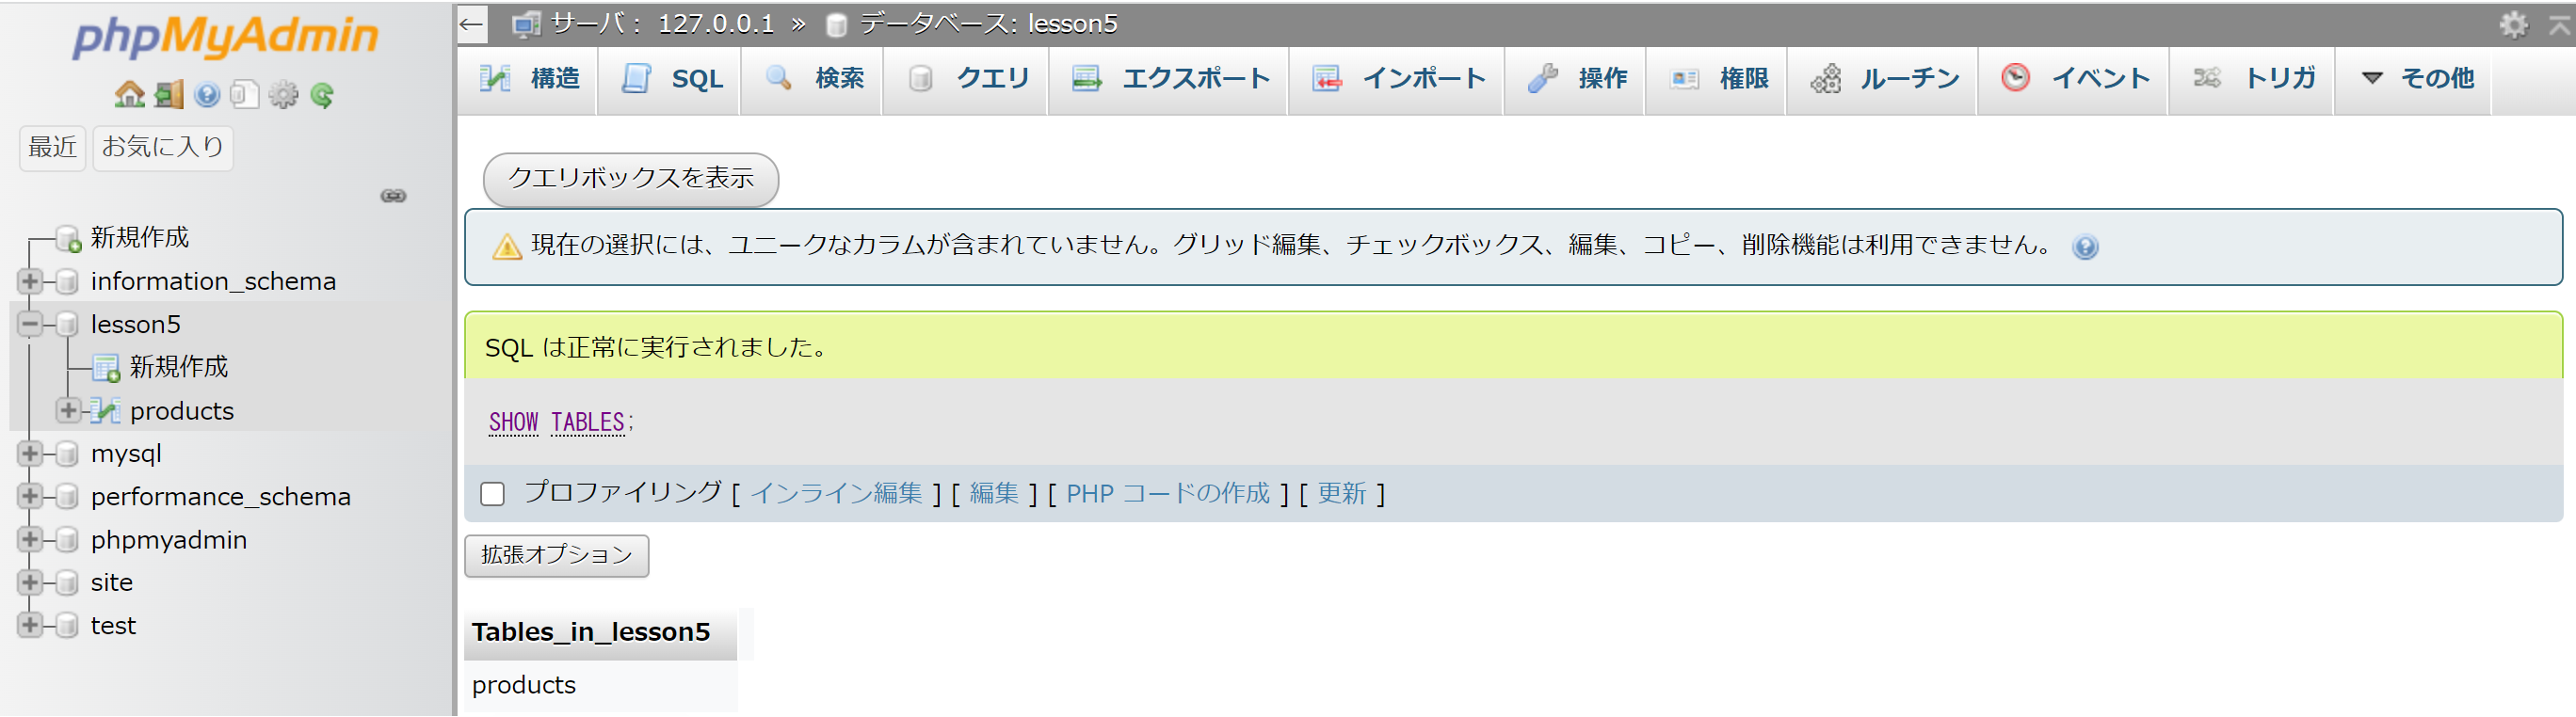 phpMyAdmin
最近 お気に入り
新規作成
information_schema
lesson5
新規作成
products
mysql
performance_schema
phpmyadmin
site
test
サーバ: 127.0.0.1 » データベース: lesson5
構造 SQL 検索 クエリ エクスポート インポート 操作 権限 ルーチン イベント トリガ その他
クエリボックスを表示
現在の選択には、ユニークなカラムが含まれていません。グリッド編集、チェックボックス、編集、コピー、削除機能は利用できません。
SQL は正常に実行されました。
SHOW TABLES;
プロファイリング [ インライン編集 ] [ 編集 ] [ PHP コードの作成 ] [ 更新 ]
拡張オプション
Tables_in_lesson5
products